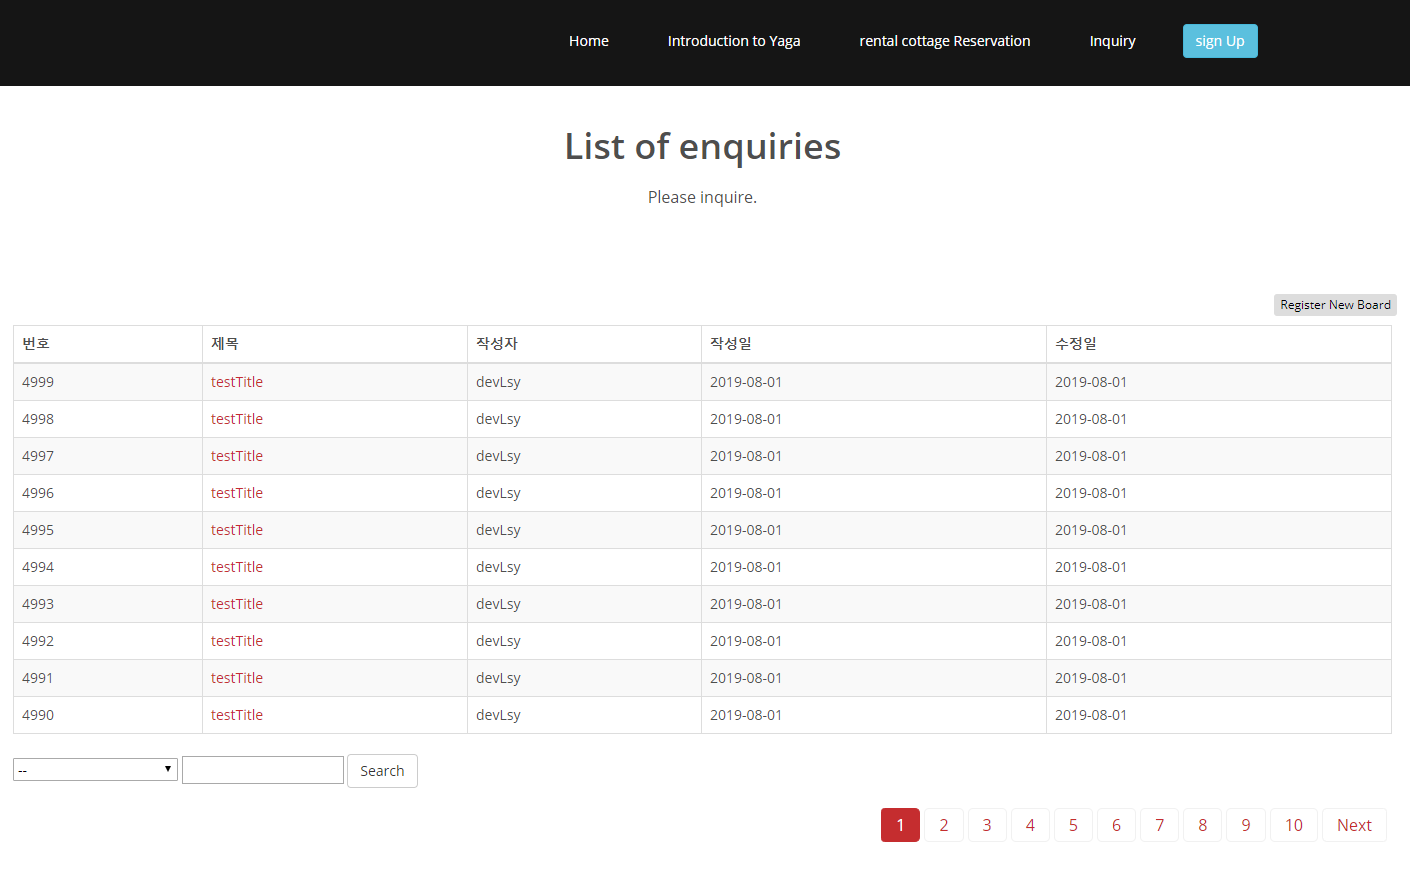 Home Introduction to Yaga rental cottage Reservation Inquiry sign Up
List of enquiries
Please inquire.
Register New Board
번호 제목 작성자 작성일 수정일
4999 testTitle devLsy 2019-08-01 2019-08-01
4998 testTitle devLsy 2019-08-01 2019-08-01
4997 testTitle devLsy 2019-08-01 2019-08-01
4996 testTitle devLsy 2019-08-01 2019-08-01
4995 testTitle devLsy 2019-08-01 2019-08-01
4994 testTitle devLsy 2019-08-01 2019-08-01
4993 testTitle devLsy 2019-08-01 2019-08-01
4992 testTitle devLsy 2019-08-01 2019-08-01
4991 testTitle devLsy 2019-08-01 2019-08-01
4990 testTitle devLsy 2019-08-01 2019-08-01
-- Search
1 2 3 4 5 6 7 8 9 10 Next